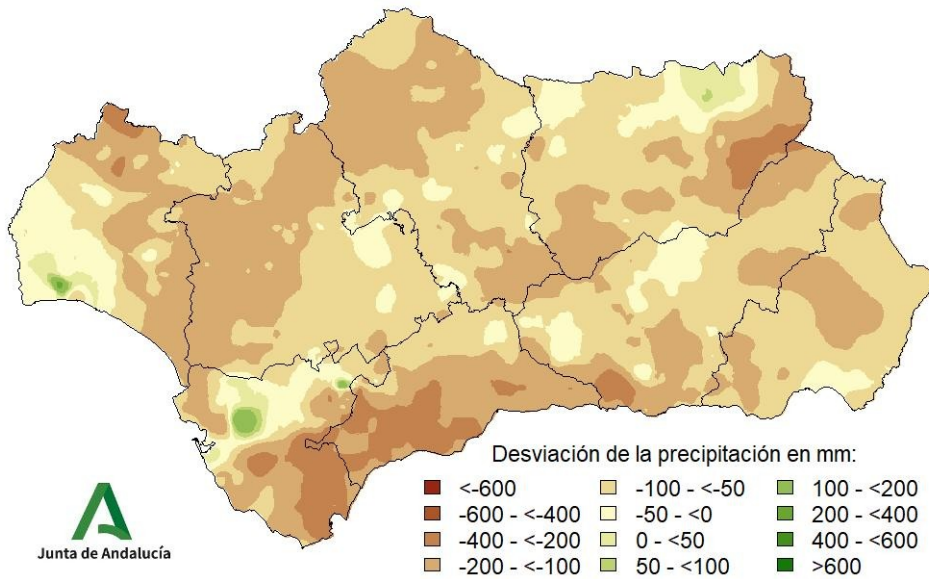 Desviación de la precipitación en mm:
<-600 -100 - <-50 100 - <200
-600 - <-400 -50 - <0 200 - <400
-400 - <-200 0 - <50 400 - <600
-200 - <-100 50 - <100 >600
Junta de Andalucía